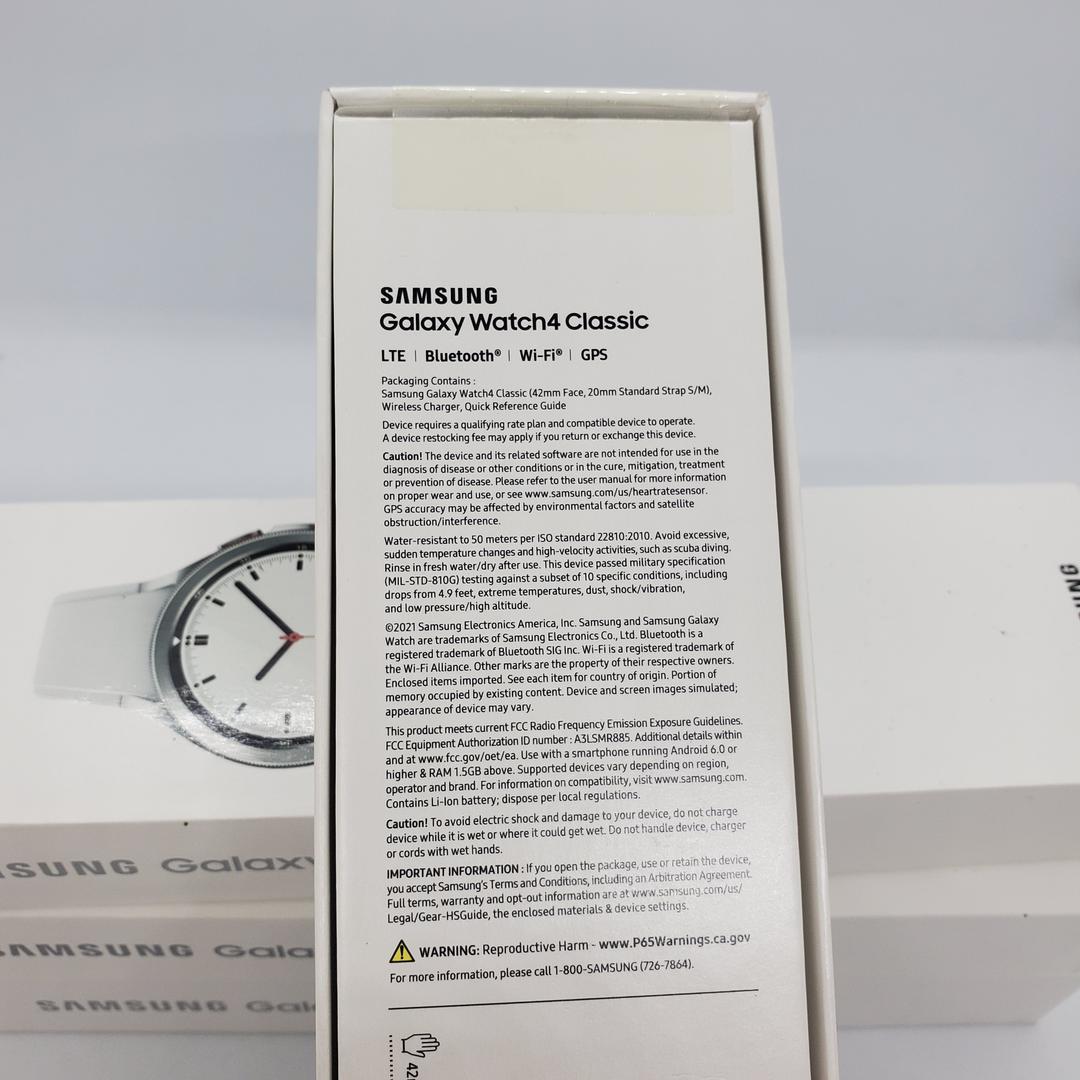 SAMSUNG
Galaxy Watch4 Classic
LTE | Bluetooth® | Wi-Fi® | GPS
Packaging Contains :
Samsung Galaxy Watch4 Classic (42mm Face, 20mm Standard Strap S/M),
Wireless Charger, Quick Reference Guide
Device requires a qualifying rate plan and compatible device to operate.
A device restocking fee may apply if you return or exchange this device.
Caution! The device and its related software are not intended for use in the
diagnosis of disease or other conditions or in the cure, mitigation, treatment
or prevention of disease. Please refer to the user manual for more information
on proper wear and use, or see www.samsung.com/us/heartratesensor.
GPS accuracy may be affected by environmental factors and satellite
obstruction/interference.
Water-resistant to 50 meters per ISO standard 22810:2010. Avoid excessive,
sudden temperature changes and high-velocity activities, such as scuba diving.
Rinse in fresh water/dry after use. This device passed military specification
(MIL-STD-810G) testing against a subset of 10 specific conditions, including
drops from 4.9 feet, extreme temperatures, dust, shock/vibration,
and low pressure/high altitude.
©2021 Samsung Electronics America, Inc. Samsung and Samsung Galaxy
Watch are trademarks of Samsung Electronics Co., Ltd. Bluetooth is a
registered trademark of Bluetooth SIG Inc. Wi-Fi is a registered trademark of
the Wi-Fi Alliance. Other marks are the property of their respective owners.
Enclosed items imported. See each item for country of origin. Portion of
memory occupied by existing content. Device and screen images simulated;
appearance of device may vary.
This product meets current FCC Radio Frequency Emission Exposure Guidelines.
FCC Equipment Authorization ID number : A3LSMR885. Additional details within
and at www.fcc.gov/oet/ea. Use with a smartphone running Android 6.0 or
higher & RAM 1.5GB above. Supported devices vary depending on region,
operator and brand. For information on compatibility, visit www.samsung.com.
Contains Li-Ion battery; dispose per local regulations.
Caution! To avoid electric shock and damage to your device, do not charge
device while it is wet or where it could get wet. Do not handle device, charger
or cords with wet hands.
IMPORTANT INFORMATION : If you open the package, use or retain the device,
you accept Samsung's Terms and Conditions, including an Arbitration Agreement.
Full terms, warranty and opt-out information are at www.samsung.com/us/
Legal/Gear-HSGuide, the enclosed materials & device settings.
WARNING: Reproductive Harm - www.P65Warnings.ca.gov
For more information, please call 1-800-SAMSUNG (726-7864).
42
MSUNG Galaxy
SAMSUNG Gala
SAMSUNG Gal
UNG